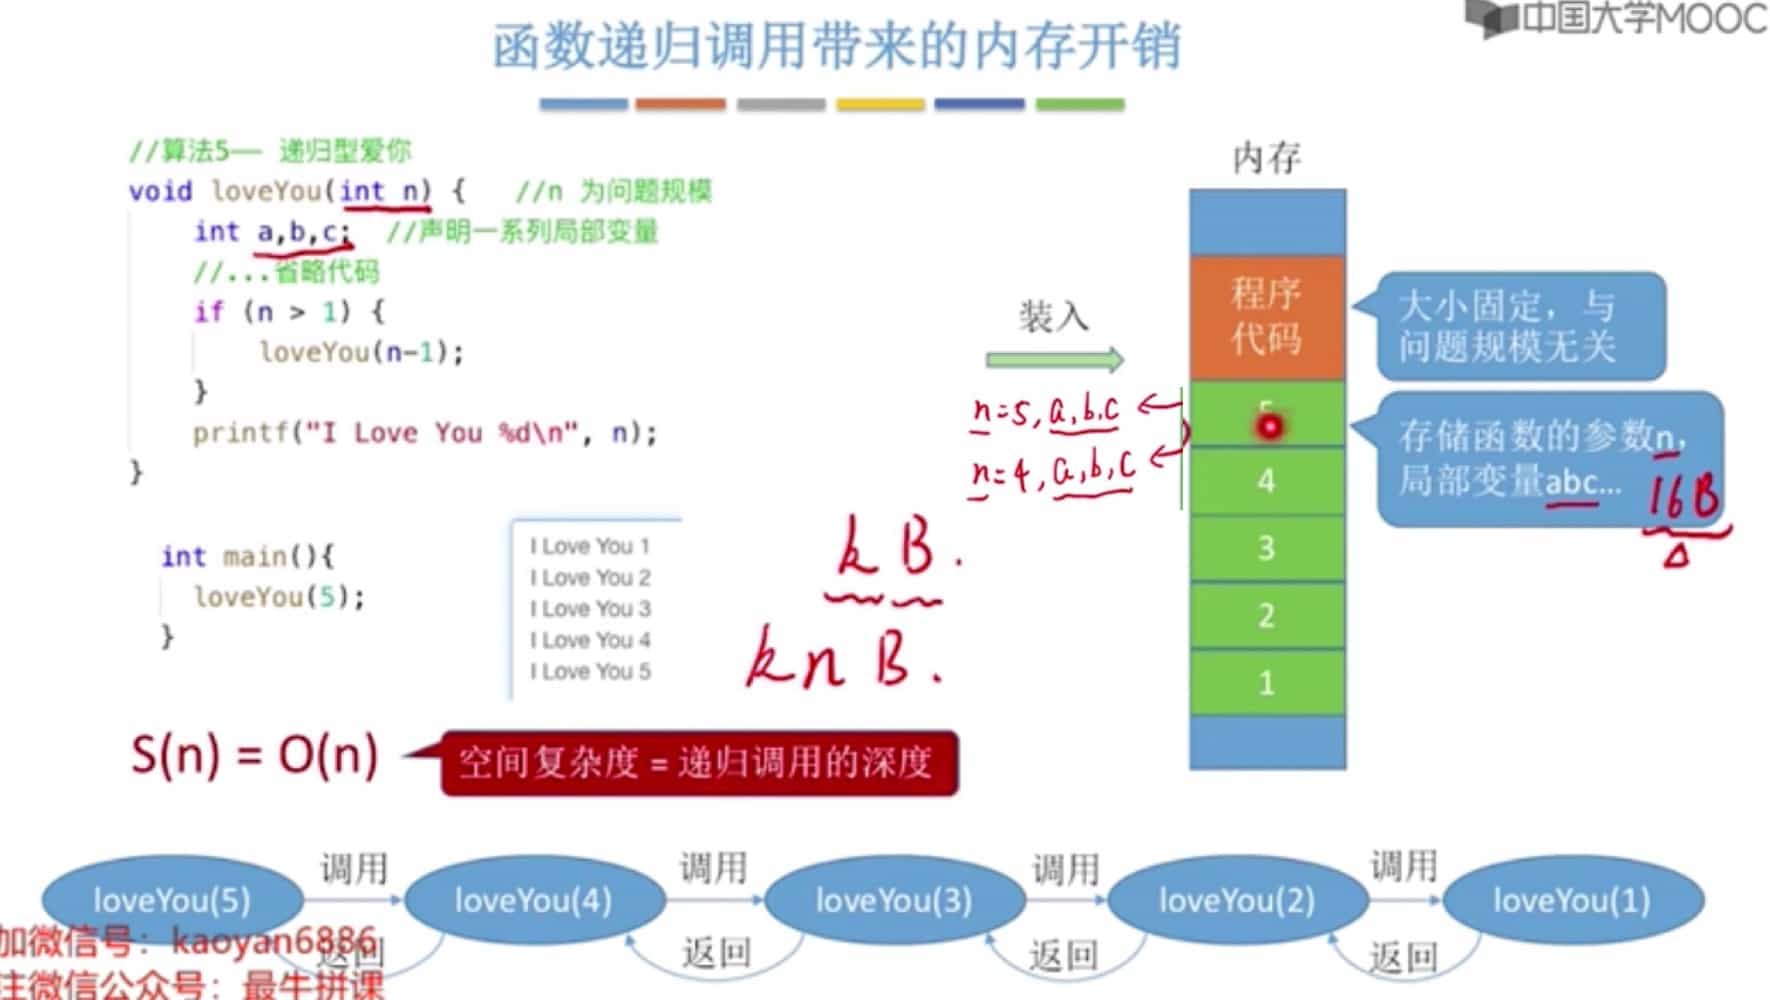 中国大学MOOC
函数递归调用带来的内存开销
//算法5—— 递归型爱你
void loveYou(int n) {    //n 为问题规模
int a,b,c;  //声明一系列局部变量
//...省略代码
if (n > 1) {
loveYou(n-1);
}
printf("I Love You %d\n", n);
}
int main(){
loveYou(5);
}
I Love You 1
I Love You 2
I Love You 3
I Love You 4
I Love You 5
k B.
k n B.
装入
n=5, a,b,c
n=4, a,b,c
内存
程序
代码
5
4
3
2
1
大小固定，与
问题规模无关
存储函数的参数n，
局部变量abc...
16B
S(n) = O(n)
空间复杂度 = 递归调用的深度
loveYou(5)
调用
loveYou(4)
调用
loveYou(3)
调用
loveYou(2)
调用
loveYou(1)
返回
返回
返回
返回
加微信号：kaoyan6886
注微信公众号：最牛拼课